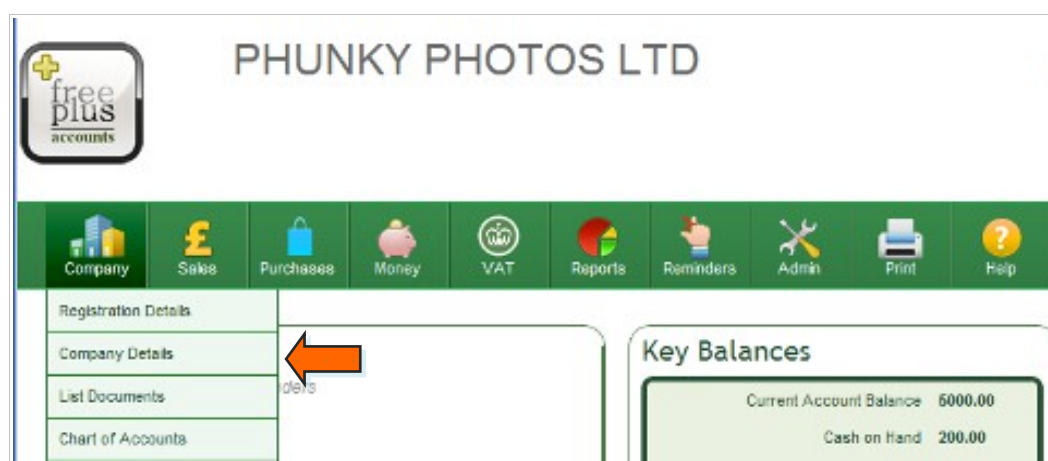 PHUNKY PHOTOS LTD
free
plus
accounts
Company Sales Purchases Money VAT Reports Reminders Admin Print Help
Registration Details
Company Details
List Documents
Chart of Accounts
Key Balances
Current Account Balance 5000.00
Cash on Hand 200.00